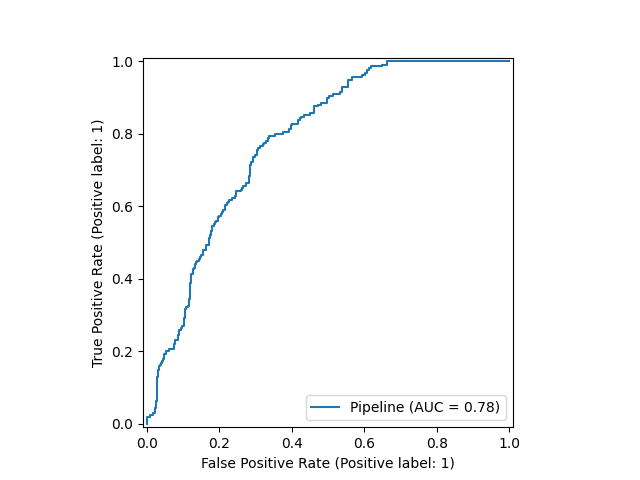 1.0
0.8
0.6
0.4
0.2
0.0
True Positive Rate (Positive label: 1)
Pipeline (AUC = 0.78)
0.0 0.2 0.4 0.6 0.8 1.0
False Positive Rate (Positive label: 1)